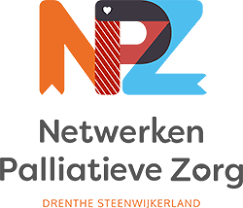 NPZ
Netwerken
Palliatieve Zorg
DRENTHE STEENWIJKERLAND